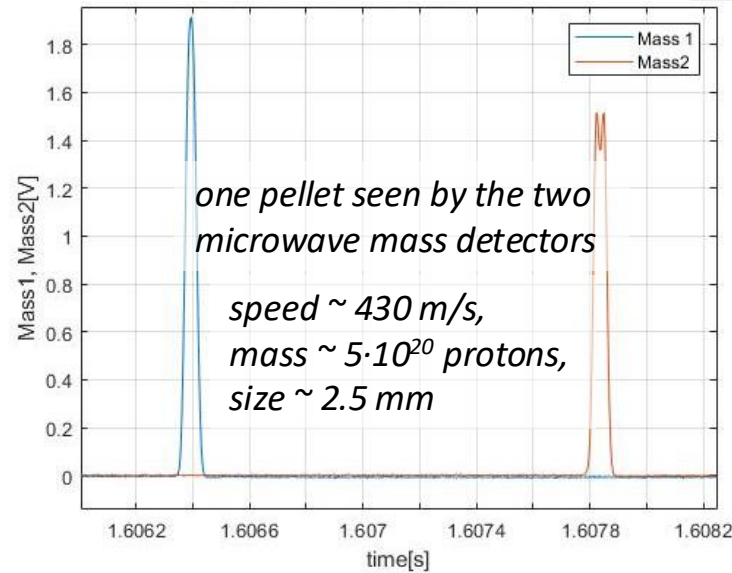 Mass 1
Mass2
1.8
1.6
1.4
1.2
1
0.8
0.6
0.4
0.2
0
Mass1, Mass2[V]
one pellet seen by the two
microwave mass detectors
speed ~ 430 m/s,
mass ~ 5·10²⁰ protons,
size ~ 2.5 mm
1.6062 1.6066 1.607 1.6074 1.6078 1.6082
time[s]